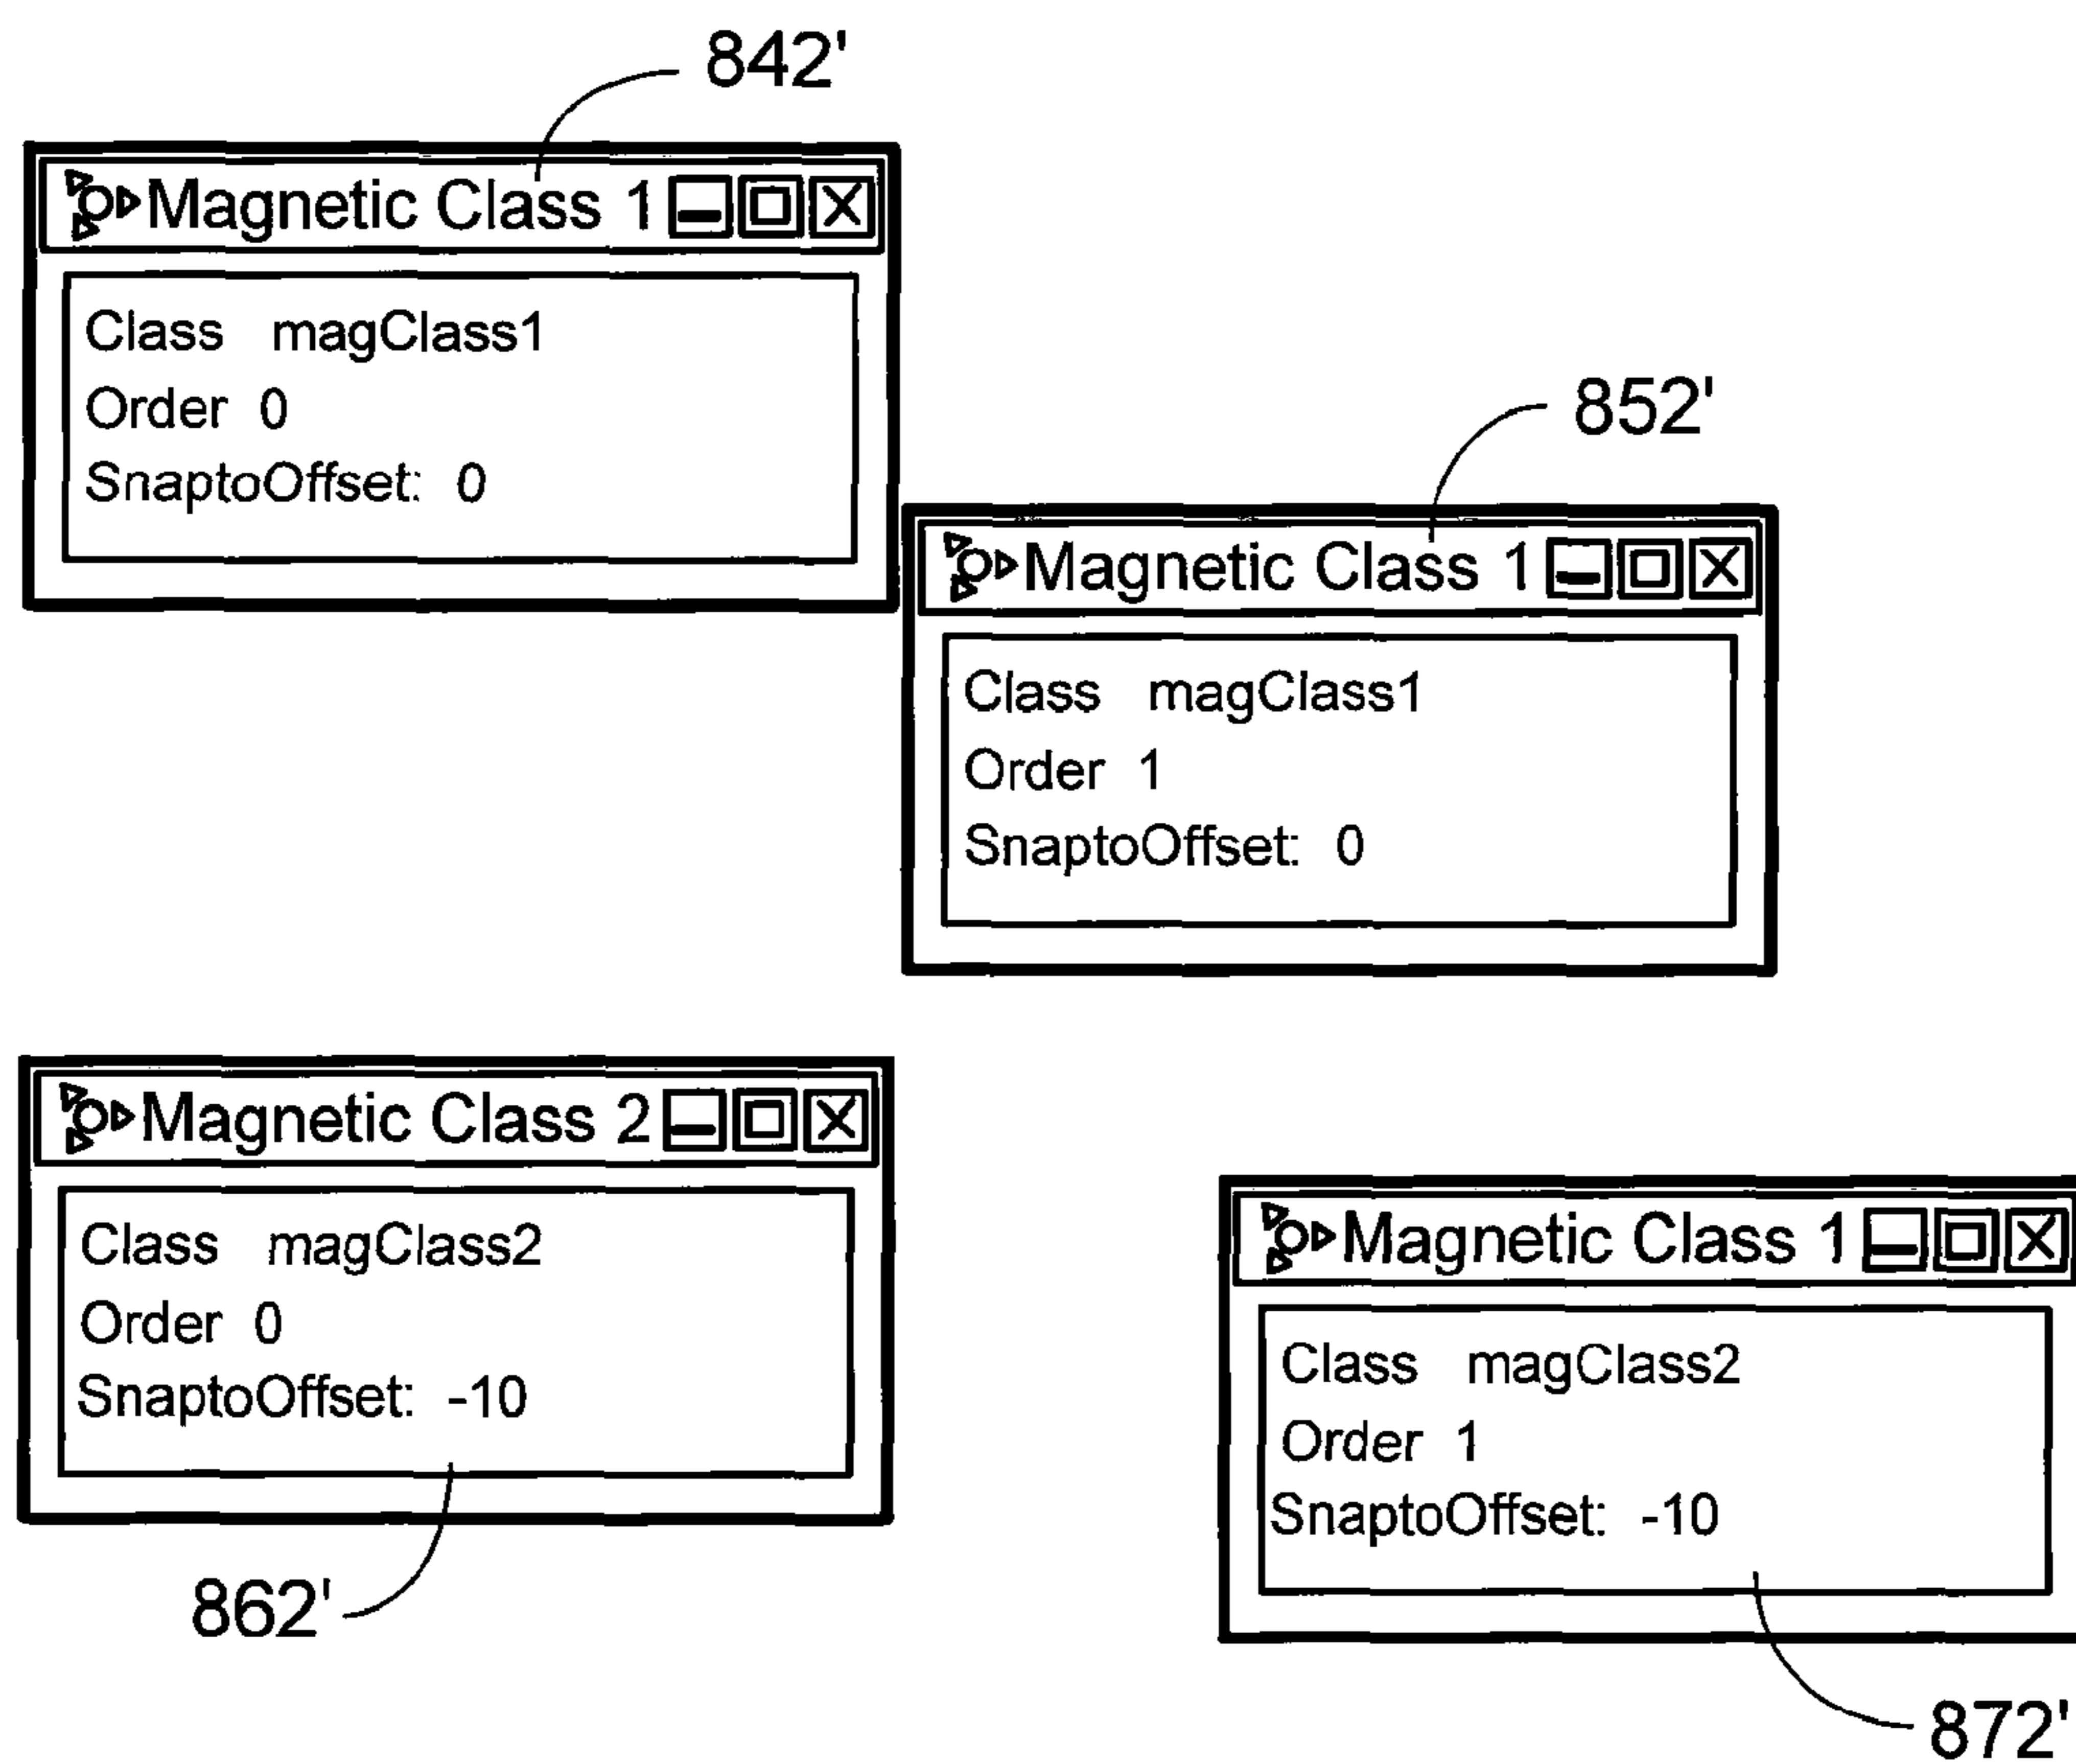 842'
Magnetic Class 1
Class magClass1
Order 0
SnaptoOffset: 0
852'
Magnetic Class 1
Class magClass1
Order 1
SnaptoOffset: 0
Magnetic Class 2
Class magClass2
Order 0
SnaptoOffset: -10
862'
Magnetic Class 1
Class magClass2
Order 1
SnaptoOffset: -10
872'